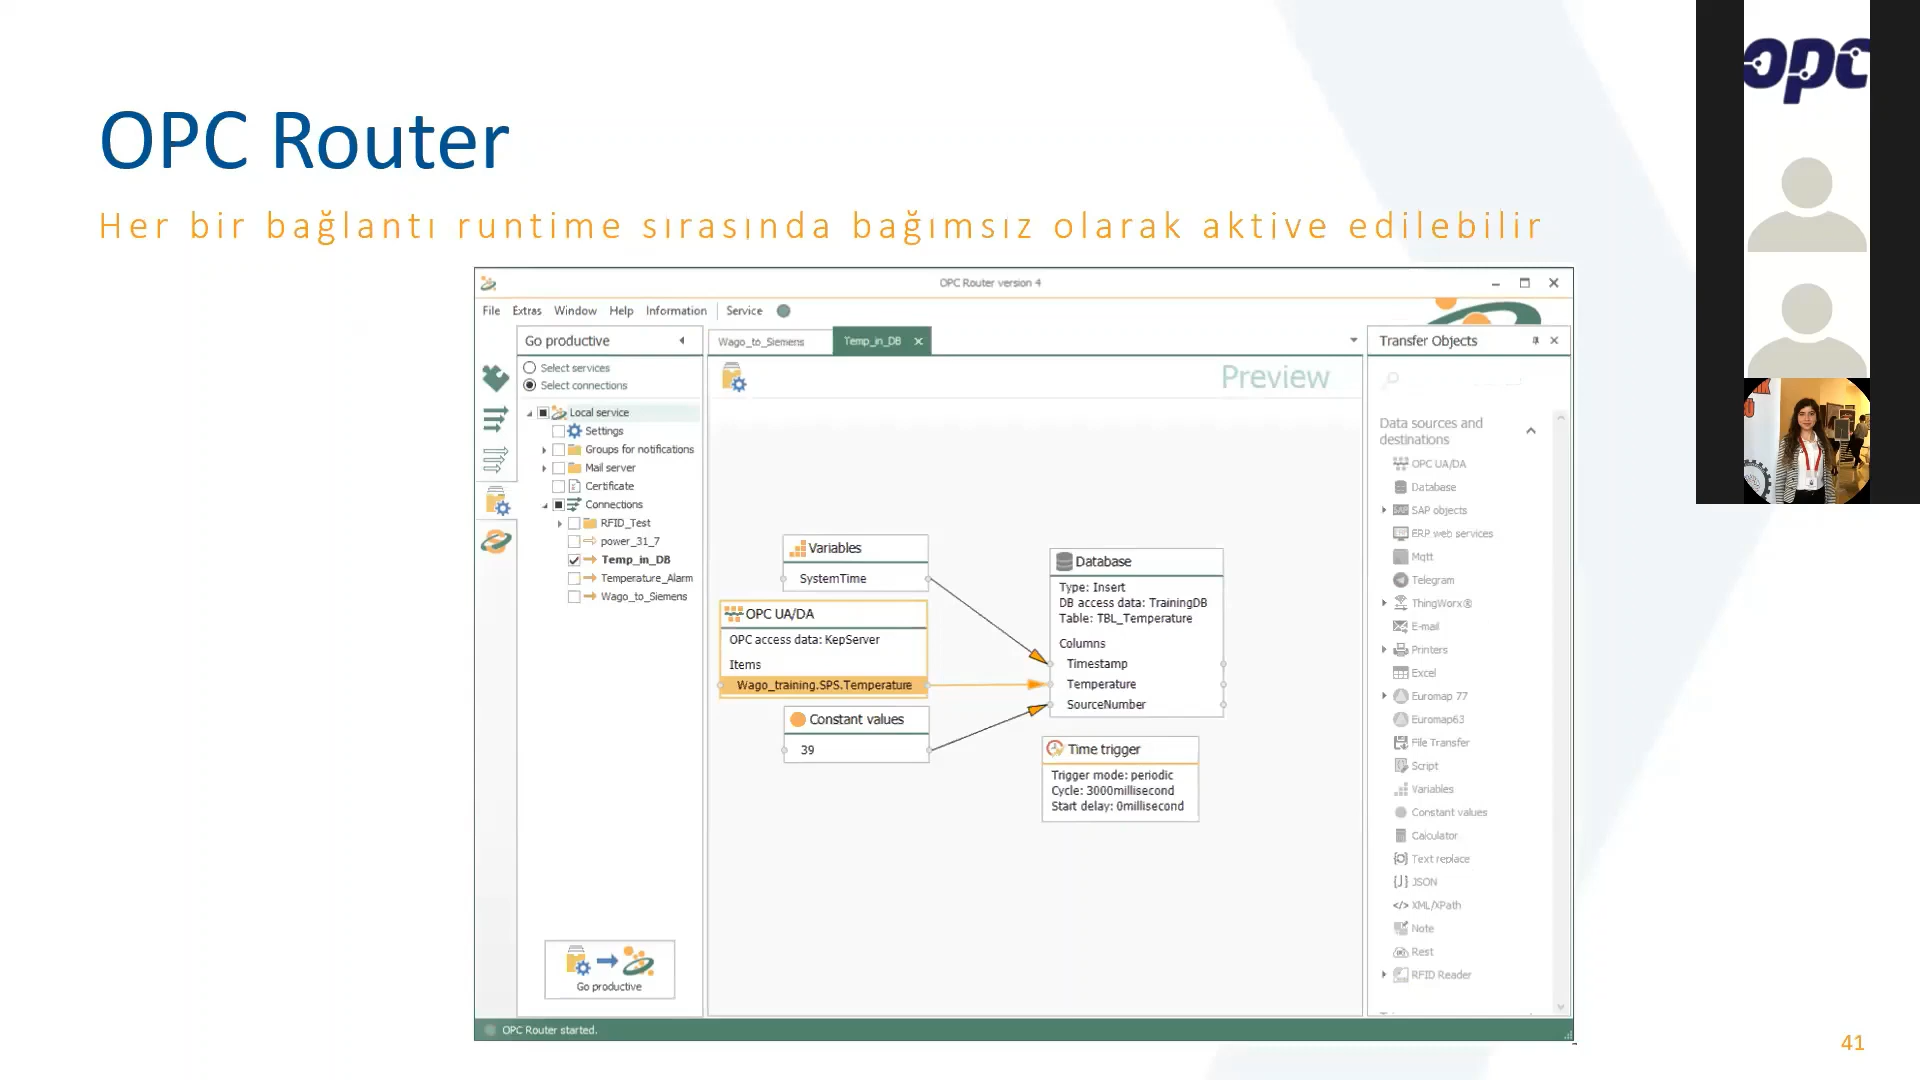 OPC Router
Her bir bağlantı runtime sırasında bağımsız olarak aktive edilebilir
opc
OPC Router version 4
File Extras Window Help Information Service
Go productive
Select services
Select connections
Local service
Settings
Groups for notifications
Mail server
Certificate
Connections
RFID_Test
power_31_7
Temp_in_DB
Temperature_Alarm
Wago_to_Siemens
Go productive
Wago_to_Siemens
Temp_in_DB
Preview
Variables
SystemTime
OPC UA/DA
OPC access data: KepServer
Items
Wago_training.SPS.Temperature
Constant values
39
Database
Type: Insert
DB access data: TrainingDB
Table: TBL_Temperature
Columns
Timestamp
Temperature
SourceNumber
Time trigger
Trigger mode: periodic
Cycle: 3000millisecond
Start delay: 0millisecond
Transfer Objects
Data sources and
destinations
OPC UA/DA
Database
SAP objects
ERP web services
Mqtt
Telegram
ThingWorx®
E-mail
Printers
Excel
Euromap 77
Euromap63
File Transfer
Script
Variables
Constant values
Calculator
Text replace
JSON
XML/XPath
Note
Rest
RFID Reader
OPC Router started.
41